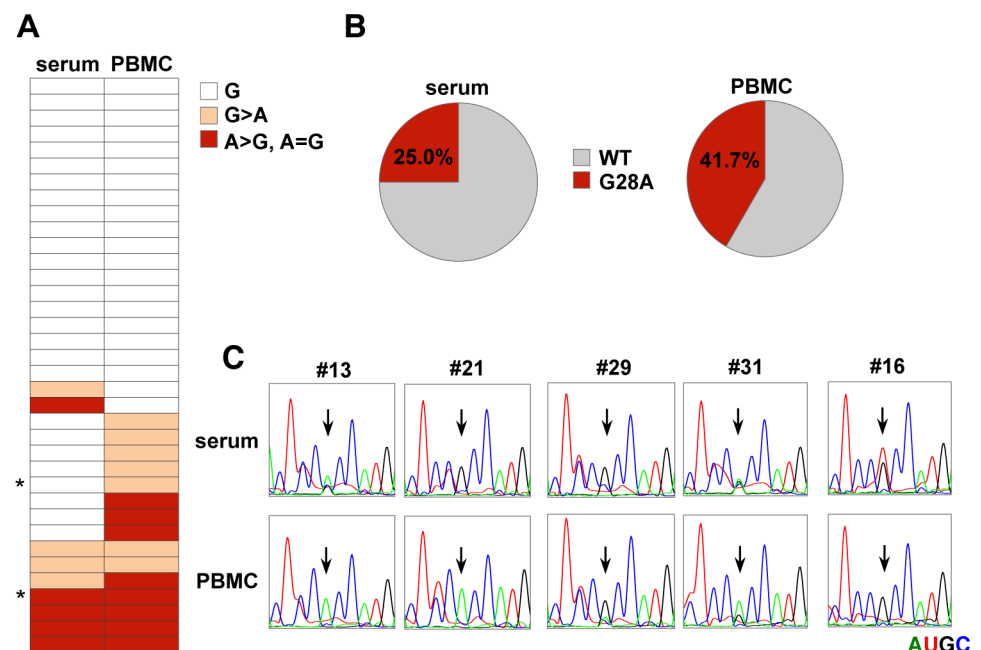 A
B
serum PBMC
G
G>A
A>G, A=G
serum
PBMC
25.0%
WT
G28A
41.7%
*
*
C
#13 #21 #29 #31 #16
serum
PBMC
AUGC